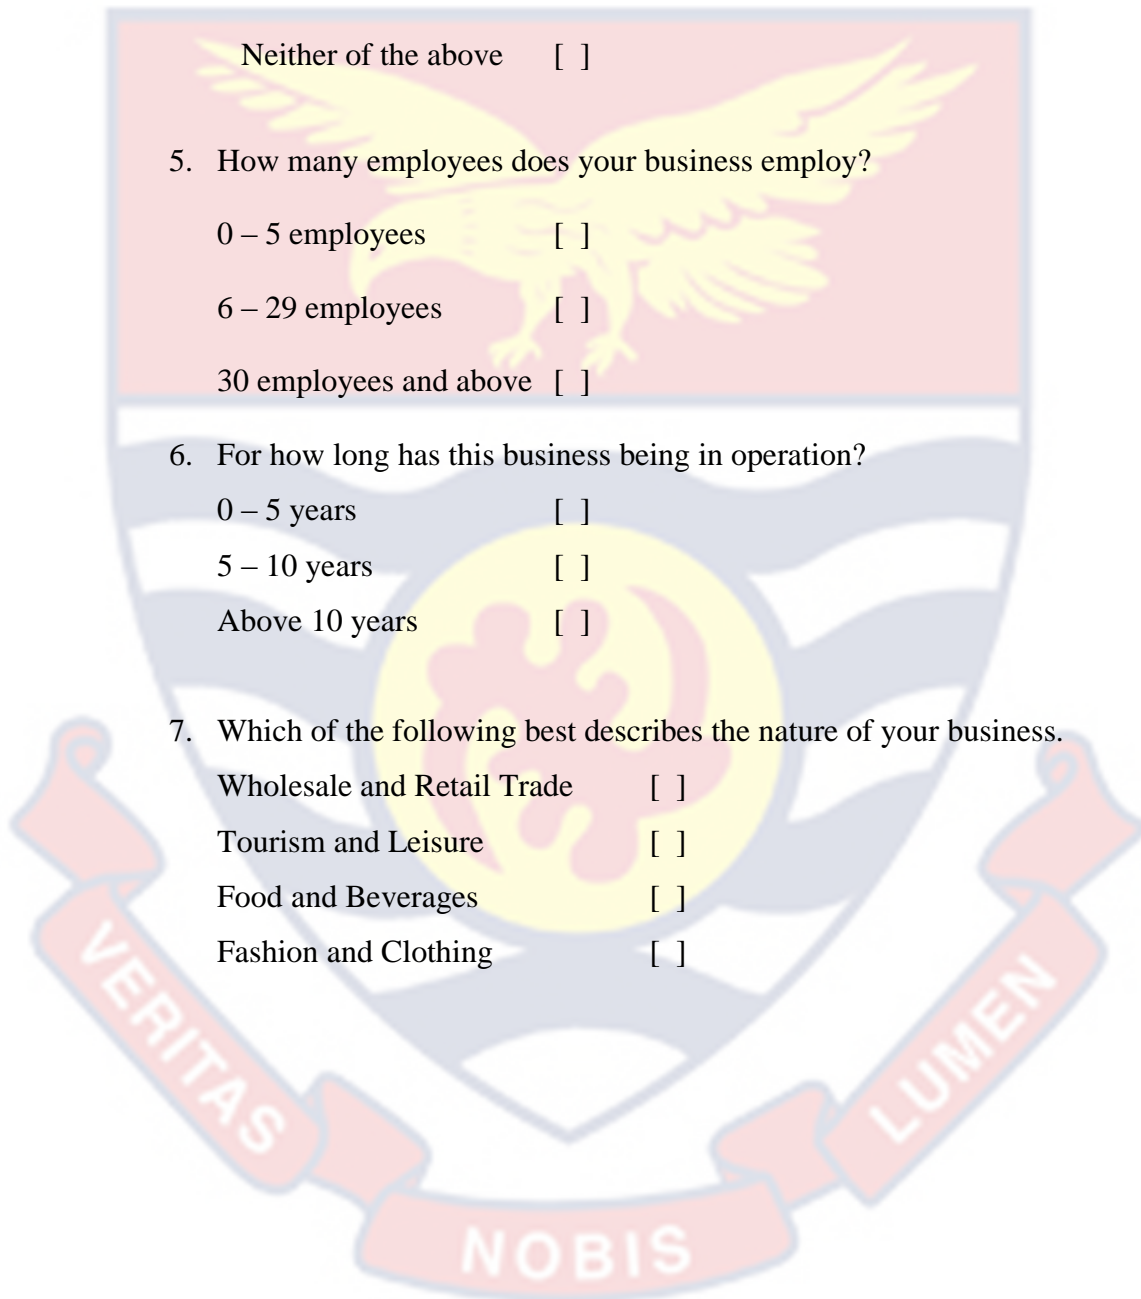 Neither of the above [ ]
5. How many employees does your business employ?
0 – 5 employees [ ]
6 – 29 employees [ ]
30 employees and above [ ]
6. For how long has this business being in operation?
0 – 5 years [ ]
5 – 10 years [ ]
Above 10 years [ ]
7. Which of the following best describes the nature of your business.
Wholesale and Retail Trade [ ]
Tourism and Leisure [ ]
Food and Beverages [ ]
Fashion and Clothing [ ]
VERITAS
NOBIS
LUMEN